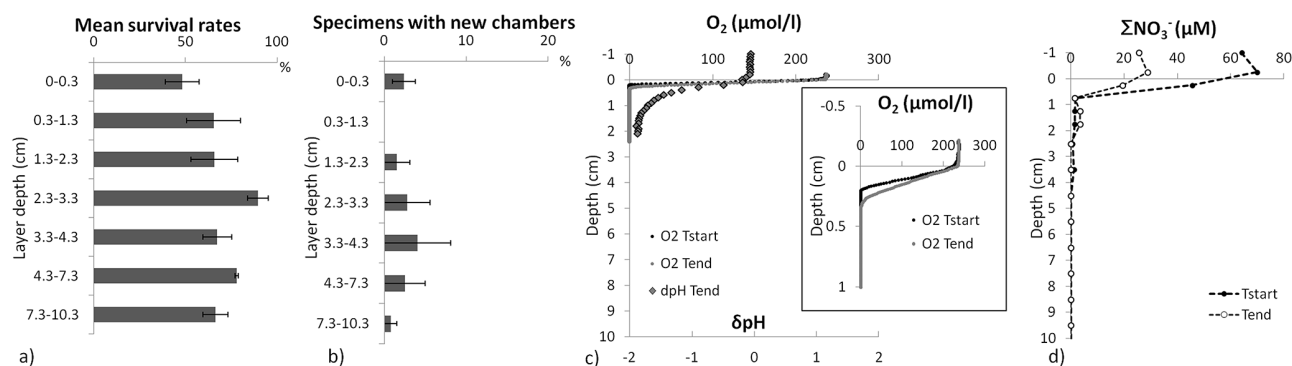 Mean survival rates
0 50 100
%
0-0.3
0.3-1.3
1.3-2.3
2.3-3.3
3.3-4.3
4.3-7.3
7.3-10.3
Layer depth (cm)
a)
Specimens with new chambers
0 10 20
%
0-0.3
0.3-1.3
1.3-2.3
2.3-3.3
3.3-4.3
4.3-7.3
7.3-10.3
Layer depth (cm)
b)
O₂ (µmol/l)
0 100 200 300
-1
0
1
2
3
4
5
6
7
8
9
10
Depth (cm)
O2 Tstart
O2 Tend
dpH Tend
δpH
-2 -1 0 1 2
c)
O₂ (µmol/l)
-0.5
0 100 200 300
0
0.5
1
Depth (cm)
O2 Tstart
O2 Tend
ΣNO₃⁻(µM)
0 20 40 60 80
-1
0
1
2
3
4
5
6
7
8
9
10
Depth (cm)
Tstart
Tend
d)